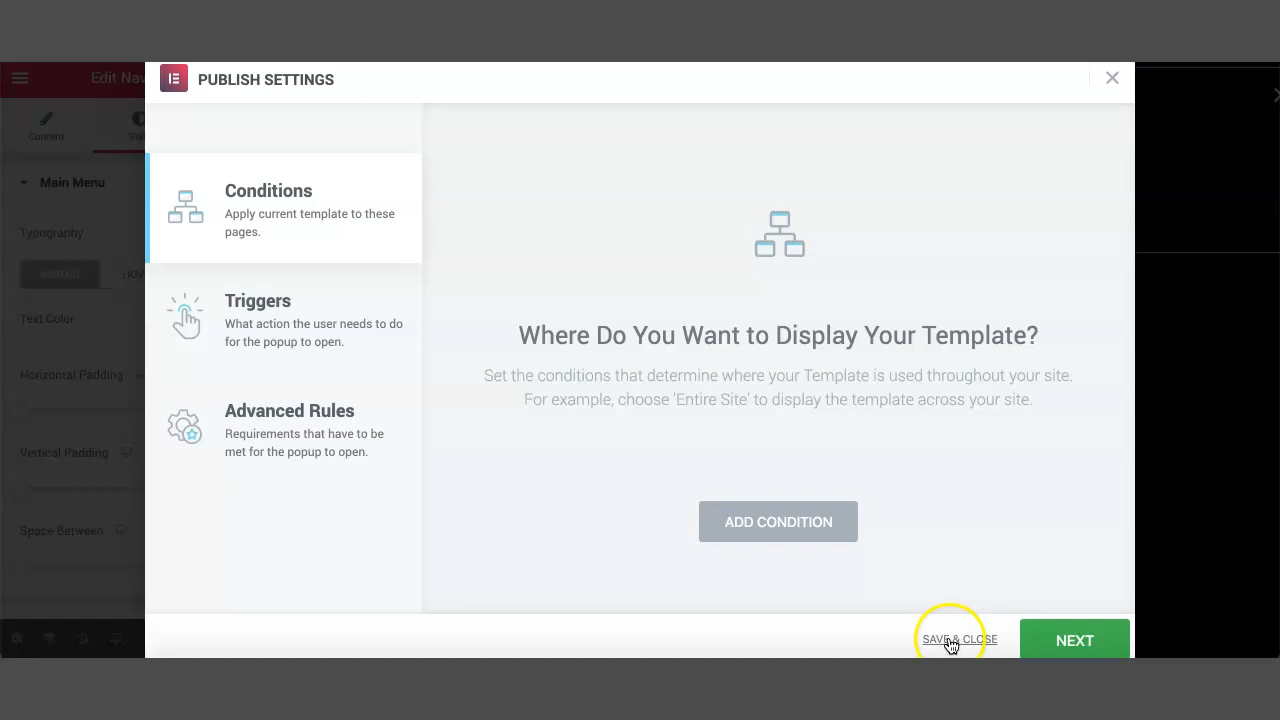 Edit Nav
PUBLISH SETTINGS
Content
Main Menu
Typography
Text Color
Horizontal Padding
Vertical Padding
Space Between
Conditions
Apply current template to these
pages.
Triggers
What action the user needs to do
for the popup to open.
Advanced Rules
Requirements that have to be
met for the popup to open.
Where Do You Want to Display Your Template?
Set the conditions that determine where your Template is used throughout your site.
For example, choose 'Entire Site' to display the template across your site.
ADD CONDITION
SAVE & CLOSE
NEXT